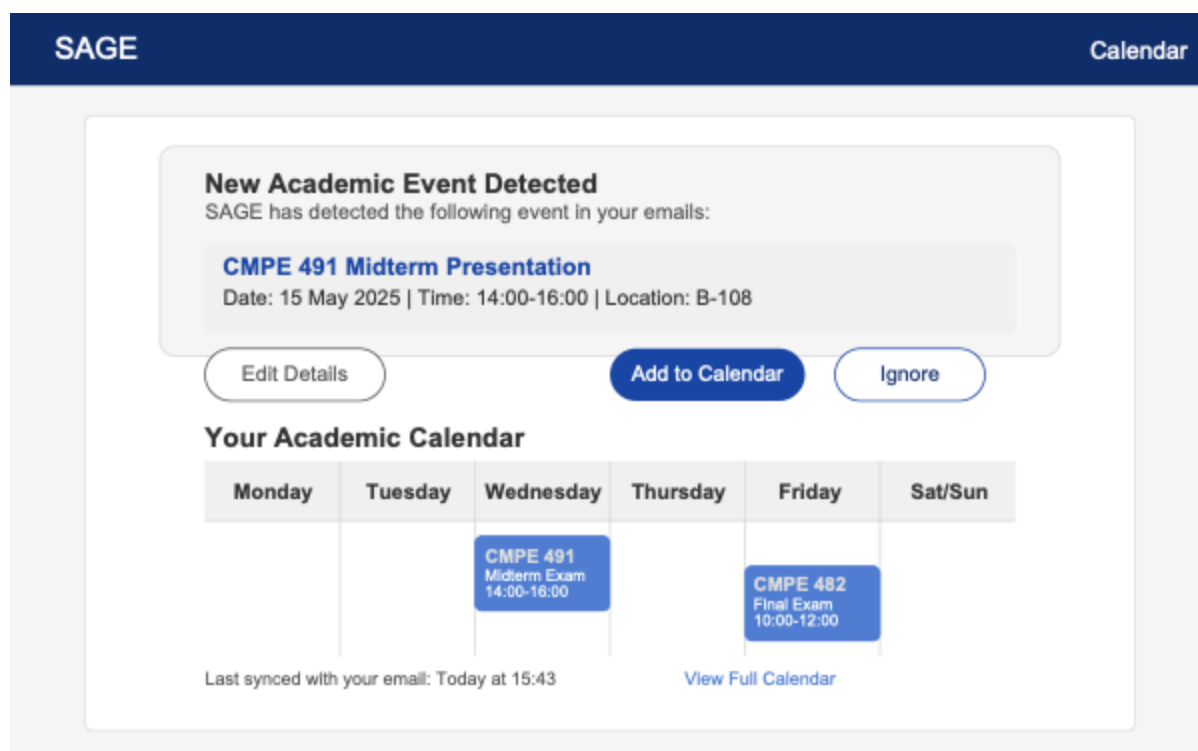 SAGE
Calendar
New Academic Event Detected
SAGE has detected the following event in your emails:
CMPE 491 Midterm Presentation
Date: 15 May 2025 | Time: 14:00-16:00 | Location: B-108
Edit Details
Add to Calendar
Ignore
Your Academic Calendar
Monday
Tuesday
Wednesday
Thursday
Friday
Sat/Sun
CMPE 491
Midterm Exam
14:00-16:00
CMPE 482
Final Exam
10:00-12:00
Last synced with your email: Today at 15:43
View Full Calendar